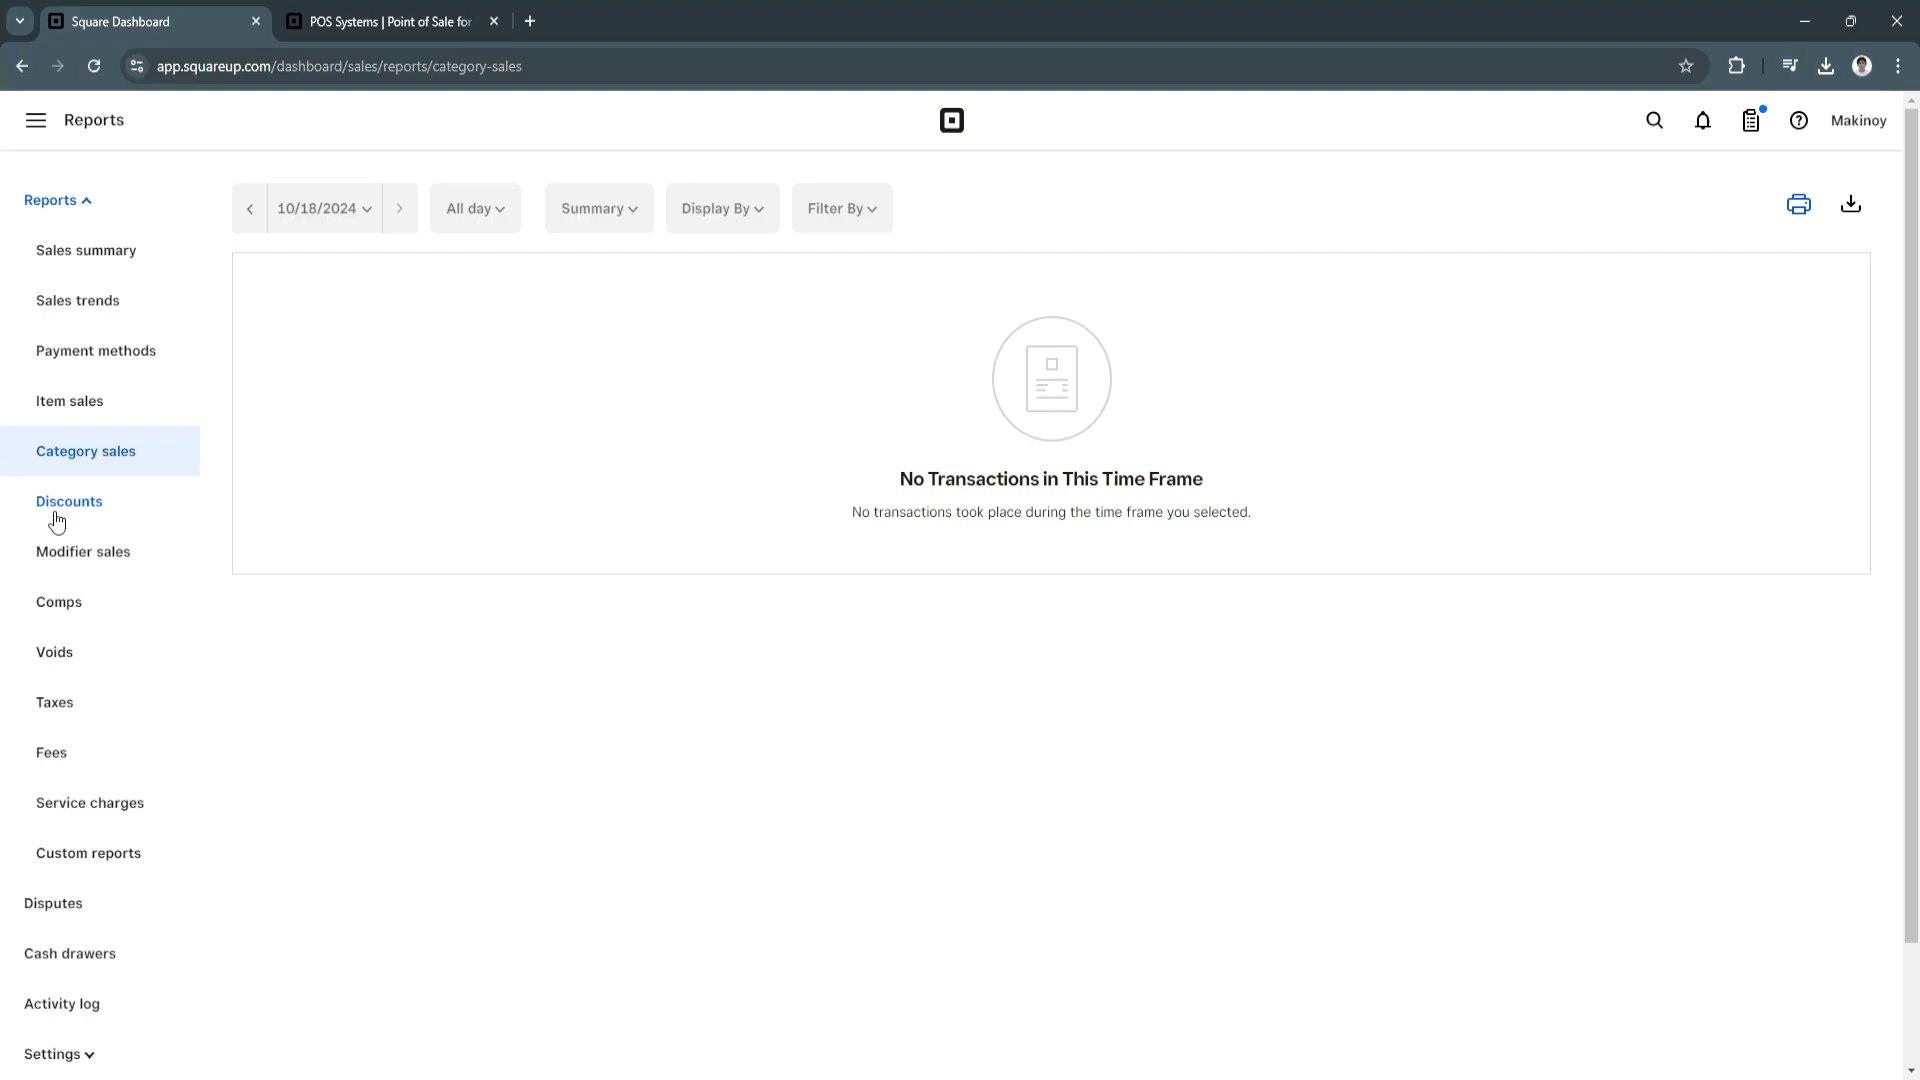 Square Dashboard
POS Systems | Point of Sale for
app.squareup.com/dashboard/sales/reports/category-sales
Reports
Makinoy
Reports
Sales summary
Sales trends
Payment methods
Item sales
Category sales
Discounts
Modifier sales
Comps
Voids
Taxes
Fees
Service charges
Custom reports
Disputes
Cash drawers
Activity log
Settings
10/18/2024
All day
Summary
Display By
Filter By
No Transactions in This Time Frame
No transactions took place during the time frame you selected.